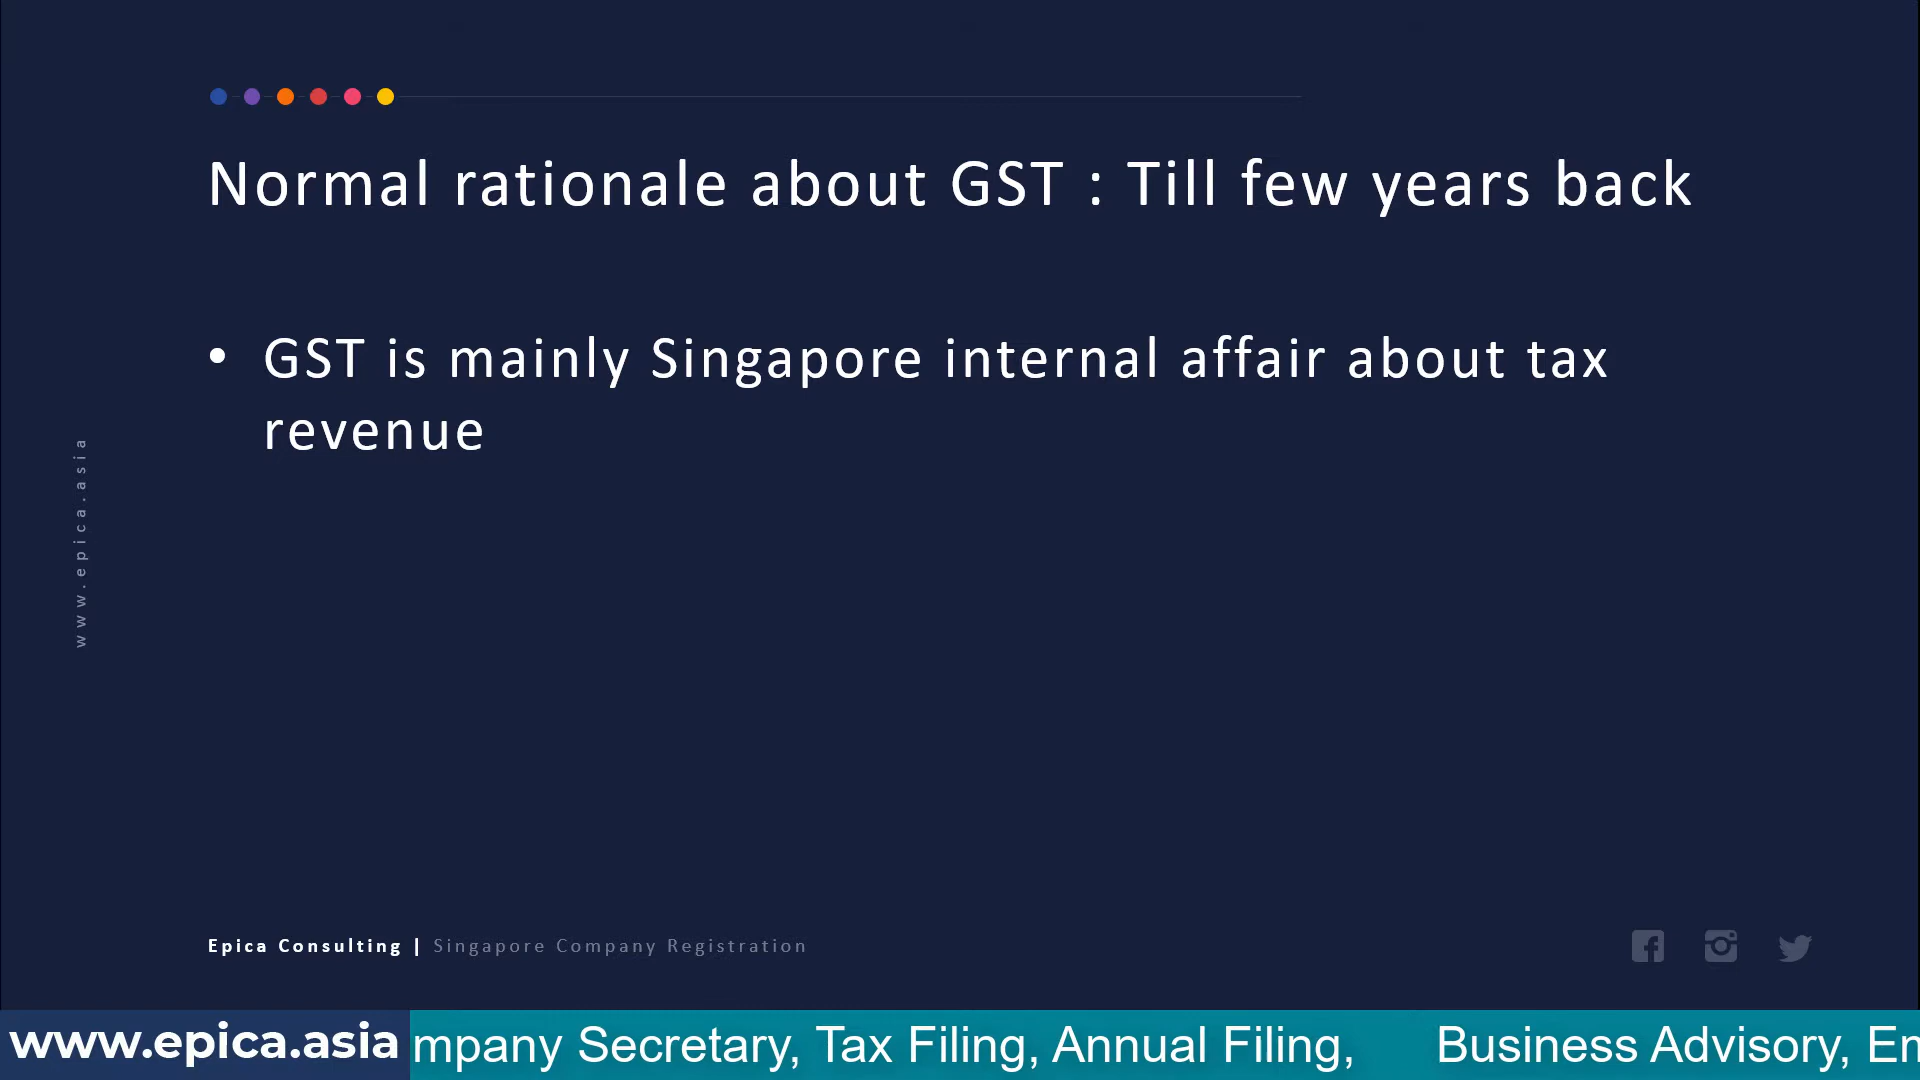 Normal rationale about GST : Till few years back
• GST is mainly Singapore internal affair about tax
revenue
www.epica.asia
Epica Consulting | Singapore Company Registration
www.epica.asia mpany Secretary, Tax Filing, Annual Filing, Business Advisory, En